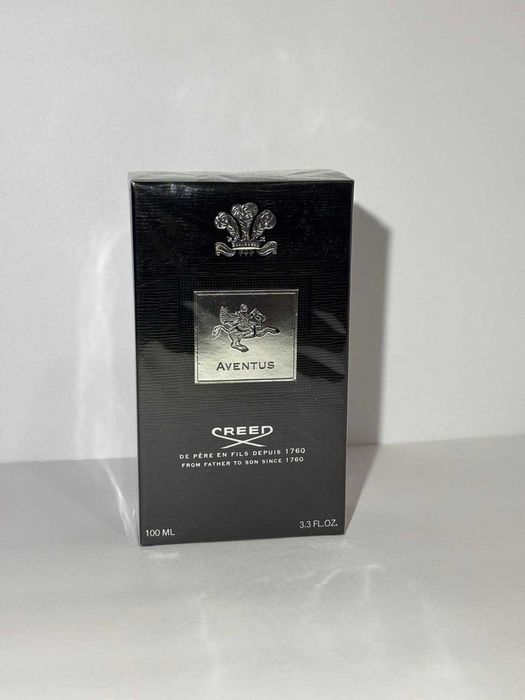 AVENTUS
CREED
DE PÈRE EN FILS DEPUIS 1760
FROM FATHER TO SON SINCE 1760
100 ML
3.3 FL.OZ.